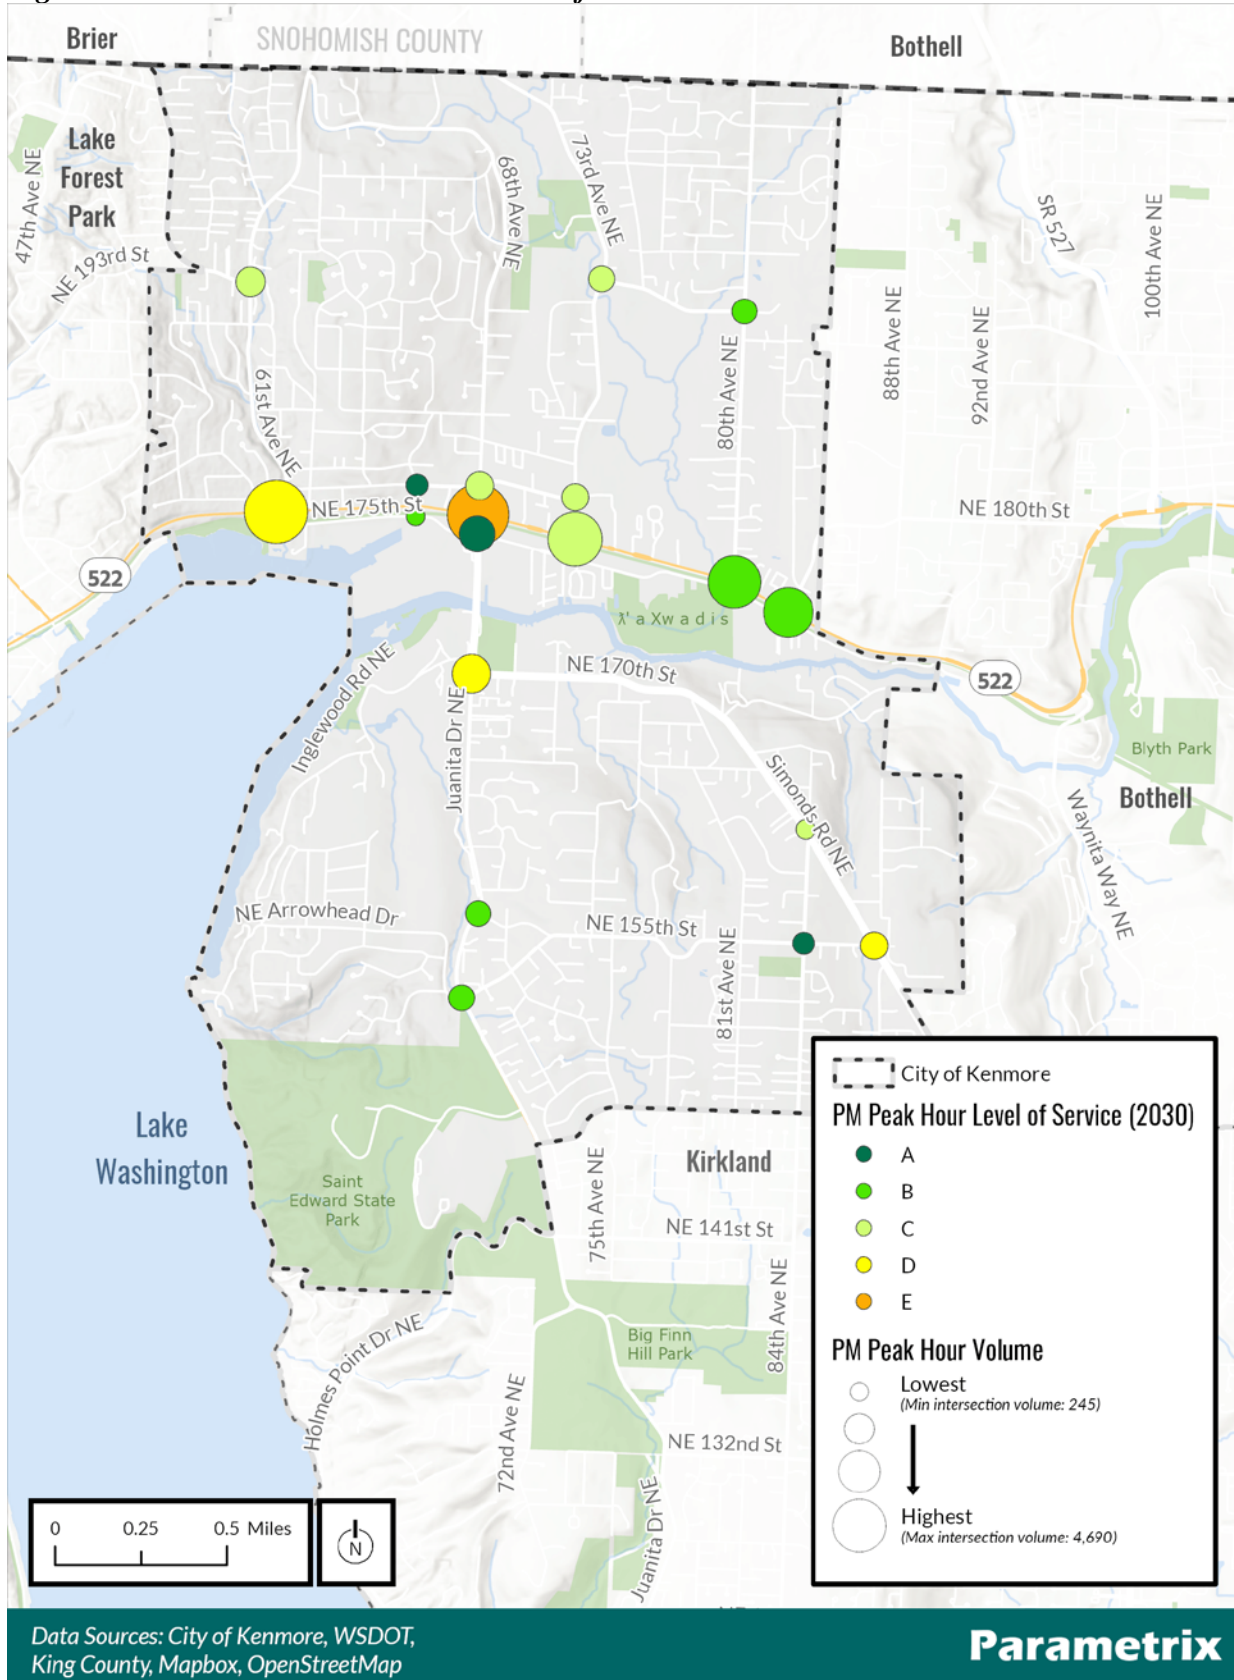 Brier
SNOHOMISH COUNTY
Bothell
Lake
Forest
Park
47th Ave NE
NE 193rd St
68th Ave NE
73rd Ave NE
SR 527
100th Ave NE
88th Ave NE
92nd Ave NE
80th Ave NE
61st Ave NE
NE 175th St
NE 180th St
522
ƛ' a Xw a d i s
Inglewood Rd NE
NE 170th St
522
Juanita Dr NE
Simonds Rd NE
Blyth Park
Bothell
Waynita Way NE
NE Arrowhead Dr
NE 155th St
81st Ave NE
Lake
Washington
Saint
Edward State
Park
Kirkland
75th Ave NE
NE 141st St
84th Ave NE
Big Finn
Hill Park
Holmes Point Dr NE
72nd Ave NE
NE 132nd St
Juanita Dr NE
City of Kenmore
PM Peak Hour Level of Service (2030)
A
B
C
D
E
PM Peak Hour Volume
Lowest
(Min intersection volume: 245)
Highest
(Max intersection volume: 4,690)
0 0.25 0.5 Miles
N
Data Sources: City of Kenmore, WSDOT,
King County, Mapbox, OpenStreetMap
Parametrix